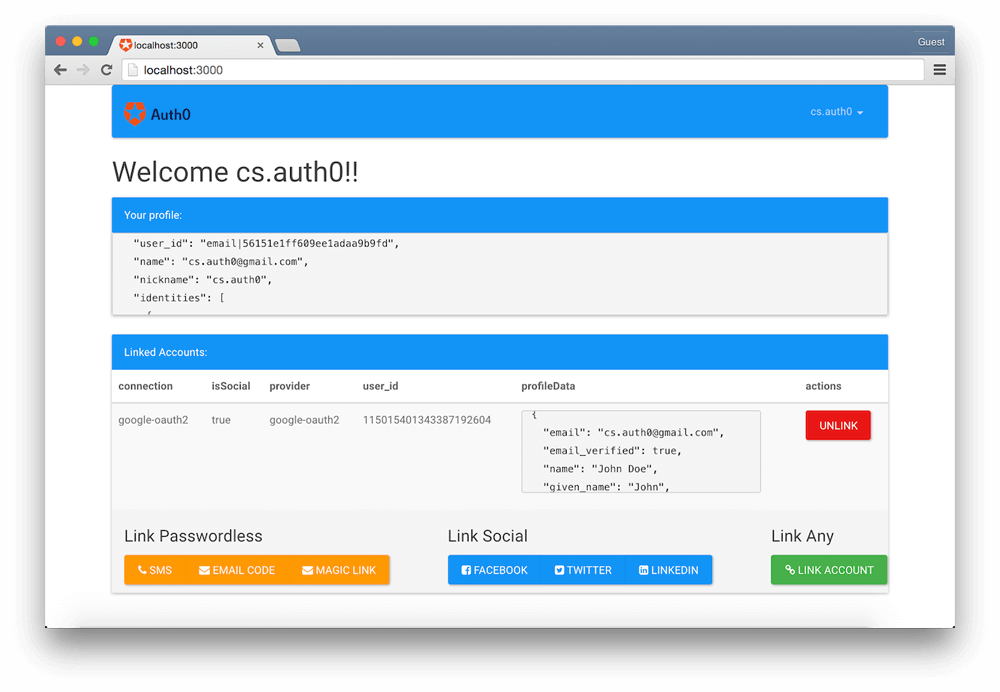 localhost:3000
Guest
localhost:3000
Auth0
cs.auth0
Welcome cs.auth0!!
Your profile:
"user_id": "email|56151e1ff609ee1adaa9b9fd",
"name": "cs.auth0@gmail.com",
"nickname": "cs.auth0",
"identities": [
{
Linked Accounts:
connection isSocial provider user_id profileData actions
google-oauth2 true google-oauth2 115015401343387192604
{
"email": "cs.auth0@gmail.com",
"email_verified": true,
"name": "John Doe",
"given_name": "John",
UNLINK
Link Passwordless Link Social Link Any
SMS EMAIL CODE MAGIC LINK FACEBOOK TWITTER LINKEDIN LINK ACCOUNT